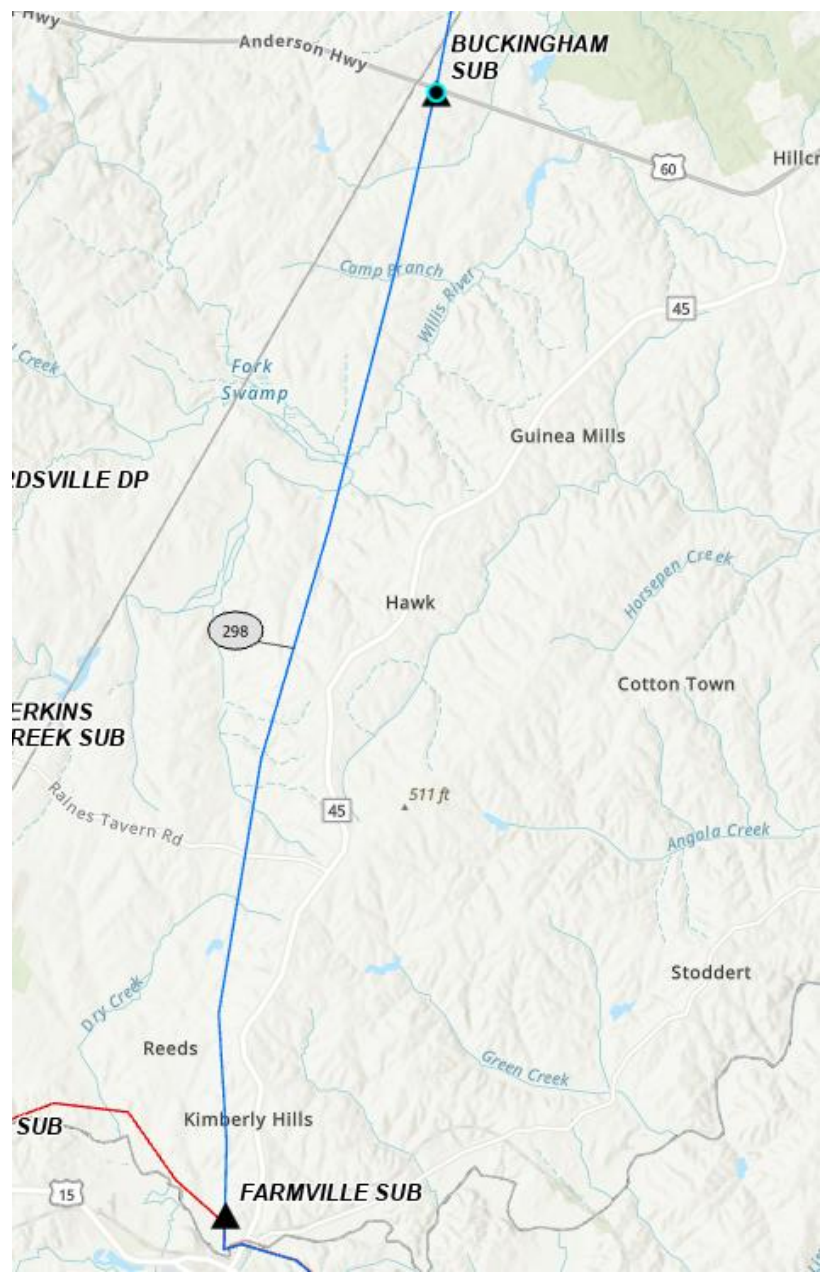 Hwy
Anderson Hwy
BUCKINGHAM
SUB
60
Hillcr
Camp Branch
Willis River
45
Creek
Fork
Swamp
Guinea Mills
RDSVILLE DP
Horsepen Creek
Hawk
298
Cotton Town
ERKINS
REEK SUB
511 ft
Raines Tavern Rd
45
Angola Creek
Stoddert
Dry Creek
Reeds
Green Creek
Kimberly Hills
SUB
15
FARMVILLE SUB